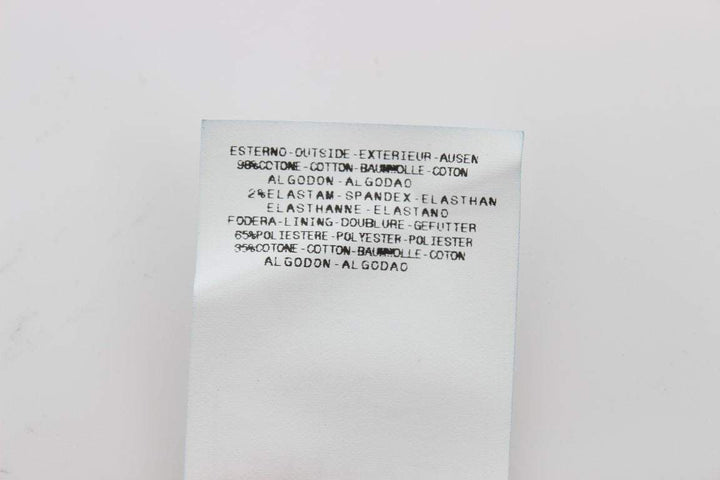 ESTERNO-OUTSIDE-EXTERIEUR-AUSEN
98%COTONE-COTTON-BAUMWOLLE-COTON
ALGODON-ALGODAO
2%ELASTAM-SPANDEX-ELASTHAN
ELASTHANNE-ELASTANO
FODERA-LINING-DOUBLURE-GEFUTTER
65%POLIESTERE-POLYESTER-POLIESTER
35%COTONE-COTTON-BAUMWOLLE-COTON
ALGODON-ALGODAO